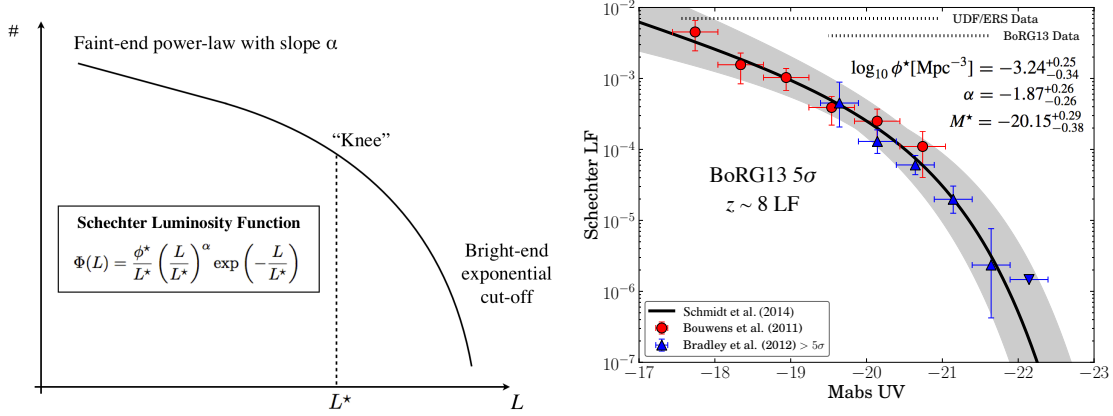 #
Faint-end power-law with slope α
“Knee”
Schechter Luminosity Function
Φ(L) = φ⋆/L⋆ (L/L⋆)^α exp(−L/L⋆)
Bright-end
exponential
cut-off
L⋆
L
10^−2
10^−3
10^−4
10^−5
10^−6
10^−7
Schechter LF
UDF/ERS Data
BoRG13 Data
log10 φ⋆[Mpc^−3] = −3.24 +0.25 −0.34
α = −1.87 +0.26 −0.26
M⋆ = −20.15 +0.29 −0.38
BoRG13 5σ
z ~ 8 LF
Schmidt et al. (2014)
Bouwens et al. (2011)
Bradley et al. (2012) > 5σ
−17 −18 −19 −20 −21 −22 −23
Mabs UV